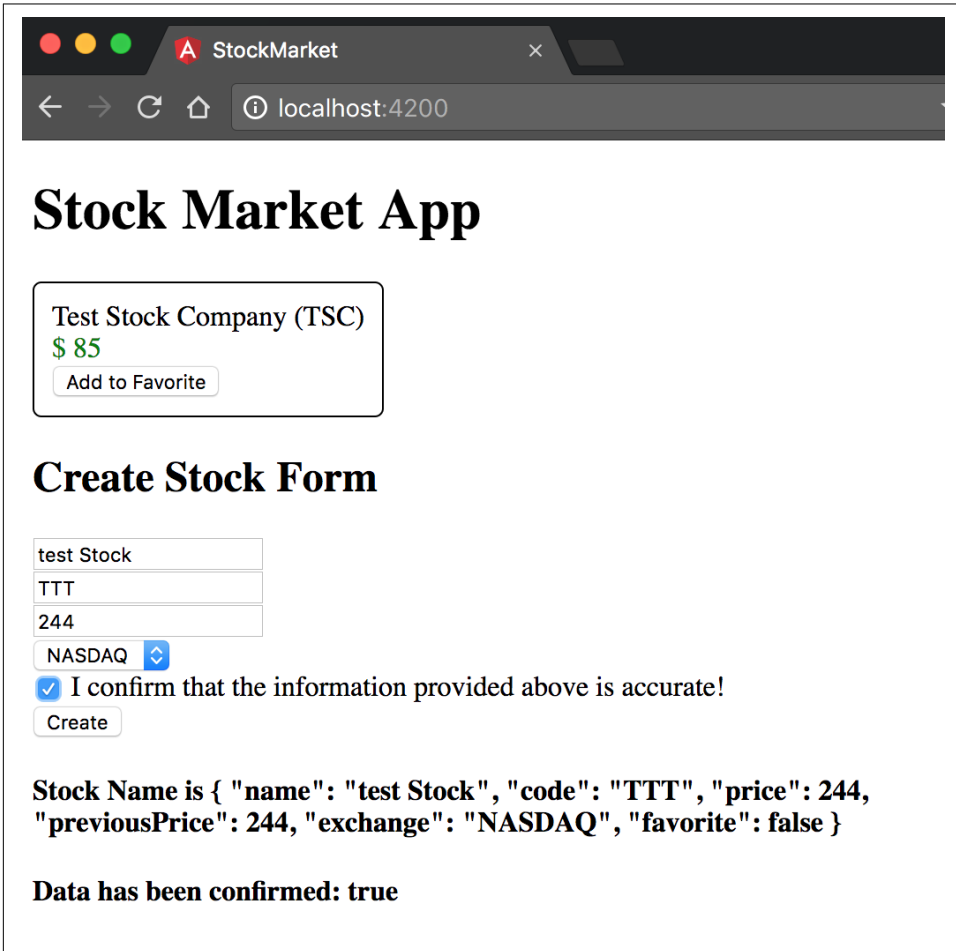 StockMarket
localhost:4200
Stock Market App
Test Stock Company (TSC)
$ 85
Add to Favorite
Create Stock Form
test Stock
TTT
244
NASDAQ
I confirm that the information provided above is accurate!
Create
Stock Name is { "name": "test Stock", "code": "TTT", "price": 244,
"previousPrice": 244, "exchange": "NASDAQ", "favorite": false }
Data has been confirmed: true